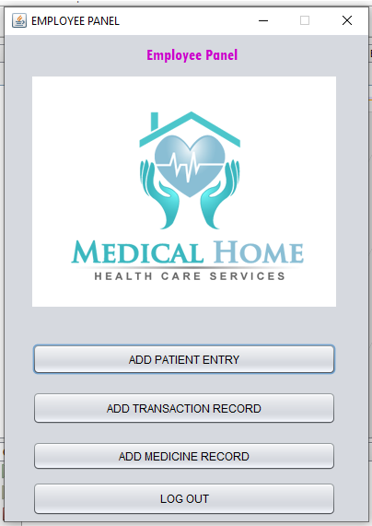 EMPLOYEE PANEL
Employee Panel
MEDICAL HOME
HEALTH CARE SERVICES
ADD PATIENT ENTRY
ADD TRANSACTION RECORD
ADD MEDICINE RECORD
LOG OUT